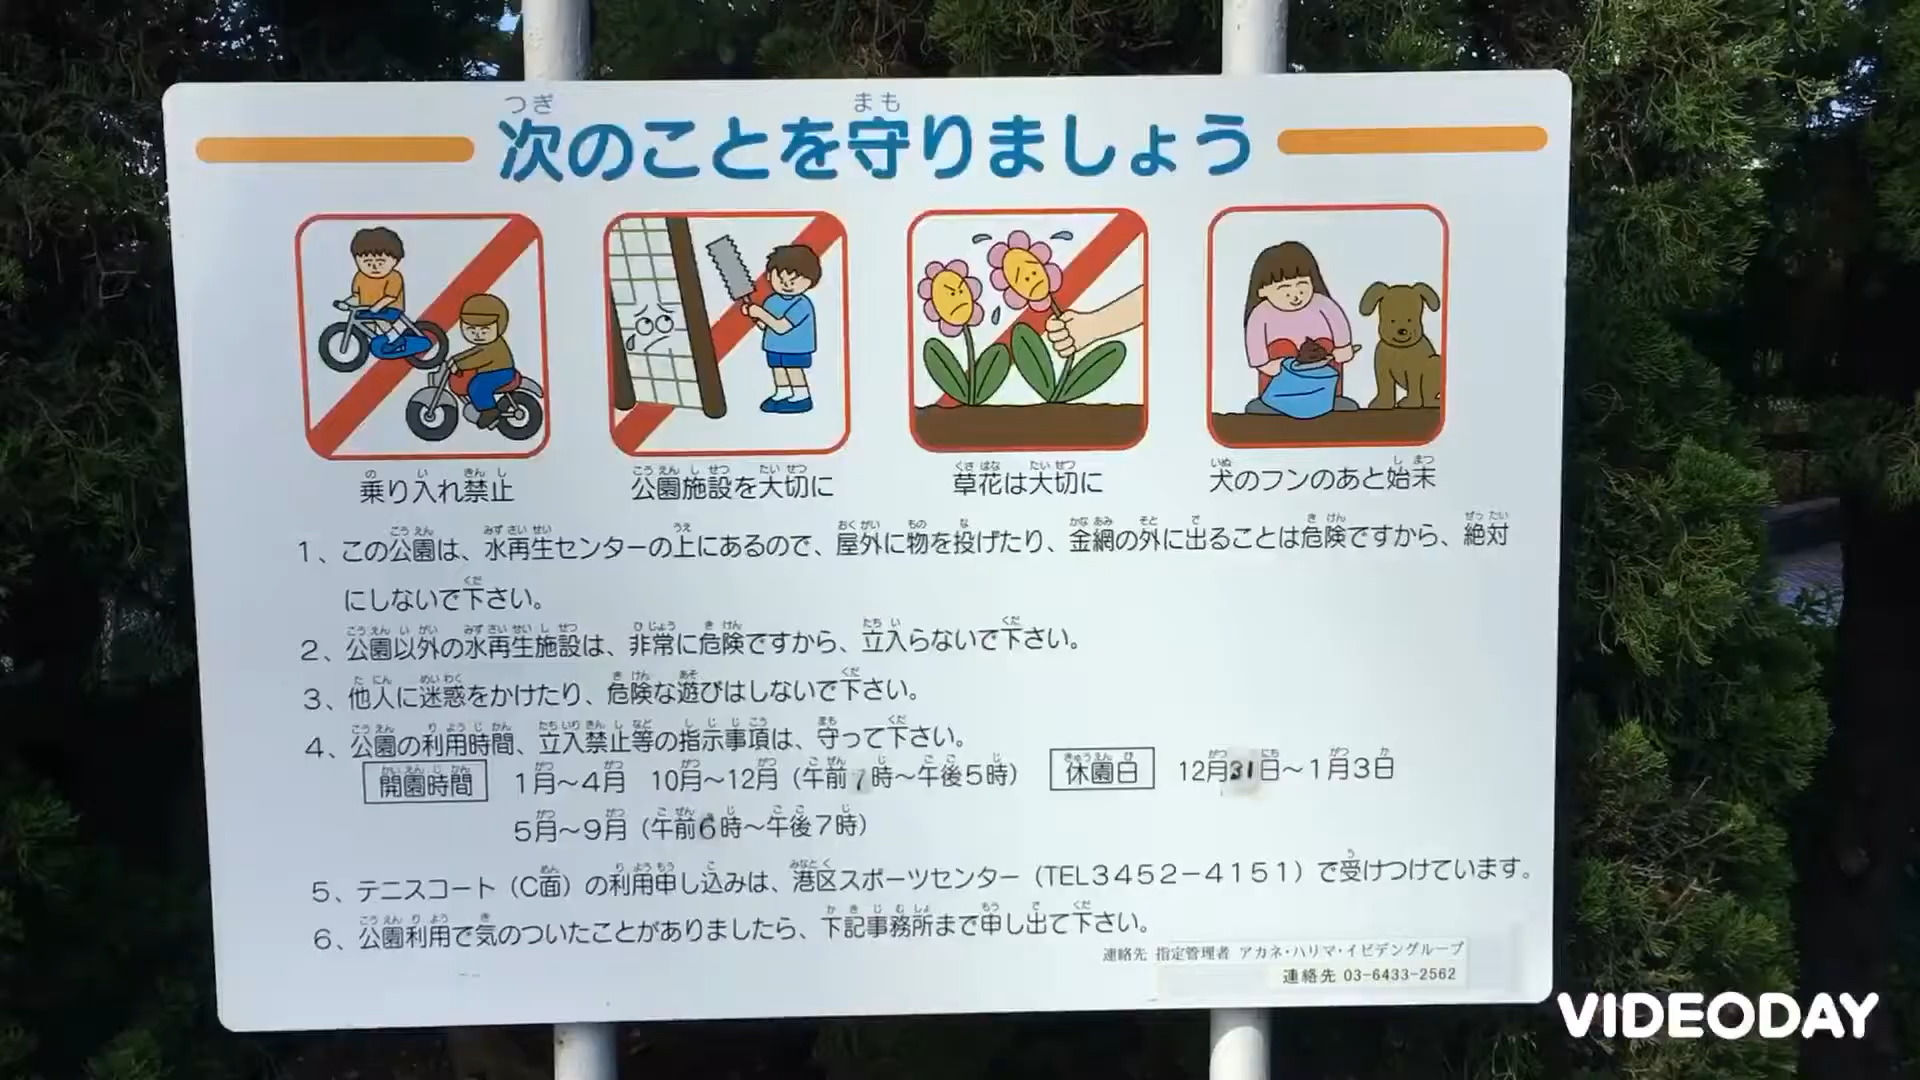 次のことを守りましょう
乗り入れ禁止
公園施設を大切に
草花は大切に
犬のフンのあと始末
1、この公園は、水再生センターの上にあるので、屋外に物を投げたり、金網の外に出ることは危険ですから、絶対
にしないで下さい。
2、公園以外の水再生施設は、非常に危険ですから、立入らないで下さい。
3、他人に迷惑をかけたり、危険な遊びはしないで下さい。
4、公園の利用時間、立入禁止等の指示事項は、守って下さい。
開園時間 1月～4月 10月～12月（午前7時～午後5時） 休園日 12月31日～1月3日
5月～9月（午前6時～午後7時）
5、テニスコート（C面）の利用申し込みは、港区スポーツセンター（TEL3452－4151）で受けつけています。
6、公園利用で気のついたことがありましたら、下記事務所まで申し出て下さい。
連絡先 指定管理者 アカネ・ハリマ・イビデングループ
連絡先 03-6433-2562
VIDEODAY